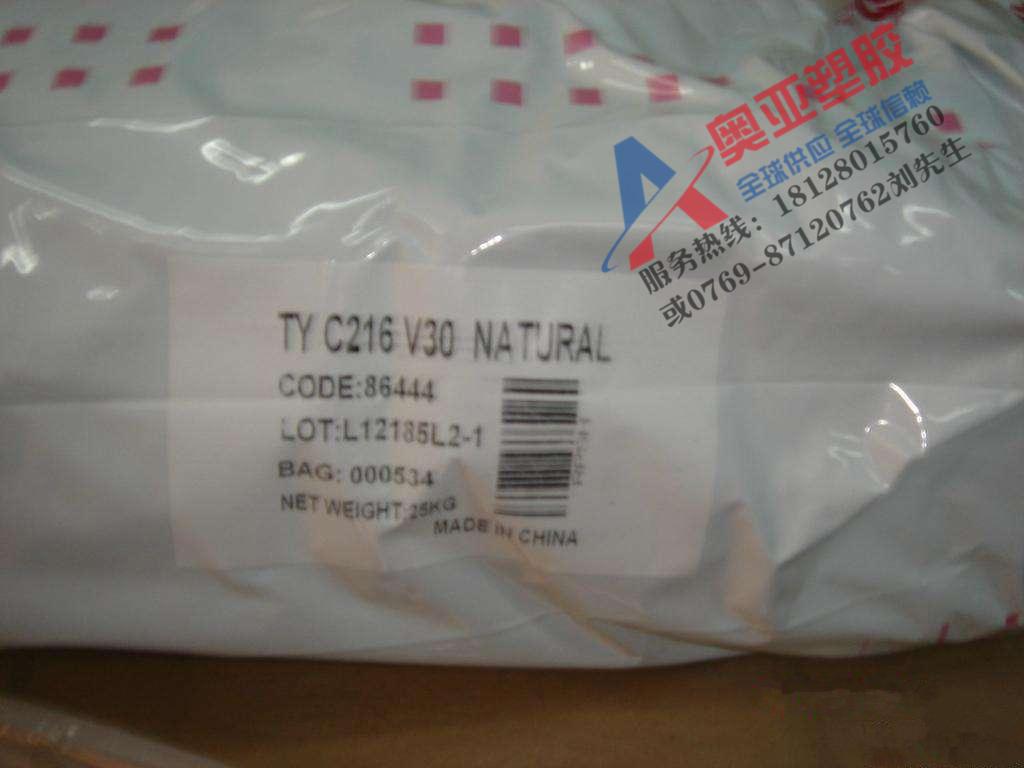 奥亚塑胶
全球供应 全球信赖
服务热线：18128015760
或0769-87120762刘先生
TY C216 V30 NATURAL
CODE:86444
LOT:L12185L2-1
BAG: 000534
NET WEIGHT 25KG
MADE IN CHINA